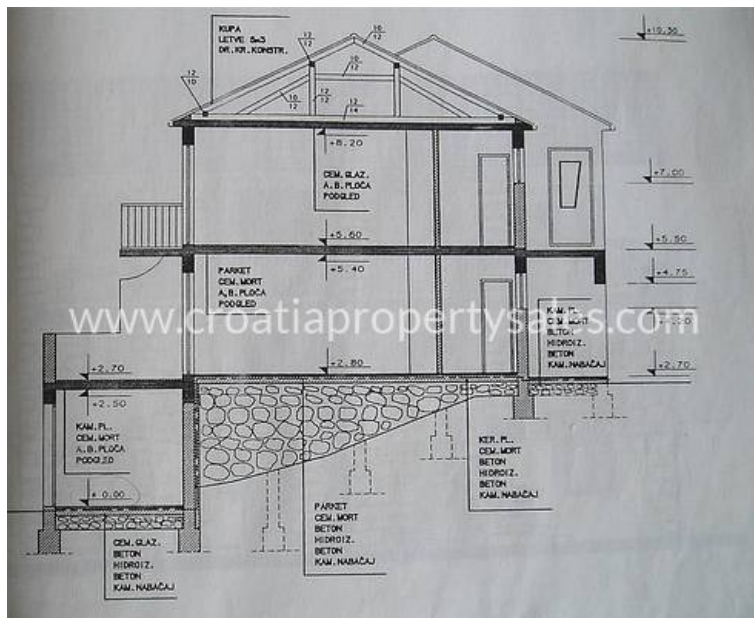 KUPA
LETVE 5x3
DR.KR.KONSTR.
12
12
10
12
12
10
10
12
10
12
12
12
12
14
+10.30
+8.20
CEM.GLAZ.
A.B.PLOČA
PODGLED
+7.00
+5.60
+5.50
+5.40
PARKET
CEM.MORT
A.B.PLOČA
PODGLED
+4.75
www.croatiapropertysales.com
KAM.PL.
CEM.MORT
BETON
HIDROIZ.
BETON
KAM.NABAČAJ
+2.70
+2.80
+2.70
+2.50
KAM.PL.
CEM.MORT
A.B.PLOČA
PODGLED
± 0.00
KER.PL.
CEM.MORT
BETON
HIDROIZ.
BETON
KAM.NABAČAJ
PARKET
CEM.MORT
BETON
HIDROIZ.
BETON
KAM.NABAČAJ
CEM.GLAZ.
BETON
HIDROIZ.
BETON
KAM.NABAČAJ